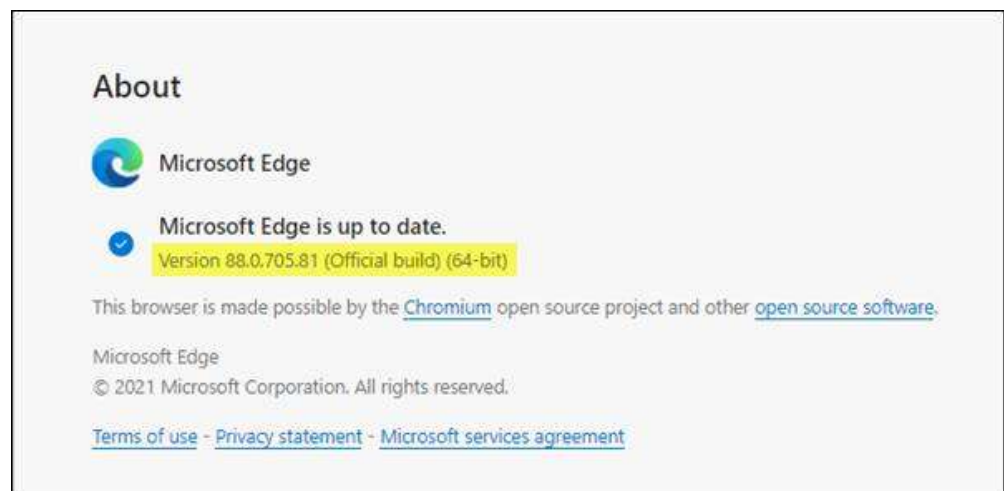 About
Microsoft Edge
Microsoft Edge is up to date.
Version 88.0.705.81 (Official build) (64-bit)
This browser is made possible by the Chromium open source project and other open source software.
Microsoft Edge
© 2021 Microsoft Corporation. All rights reserved.
Terms of use - Privacy statement - Microsoft services agreement